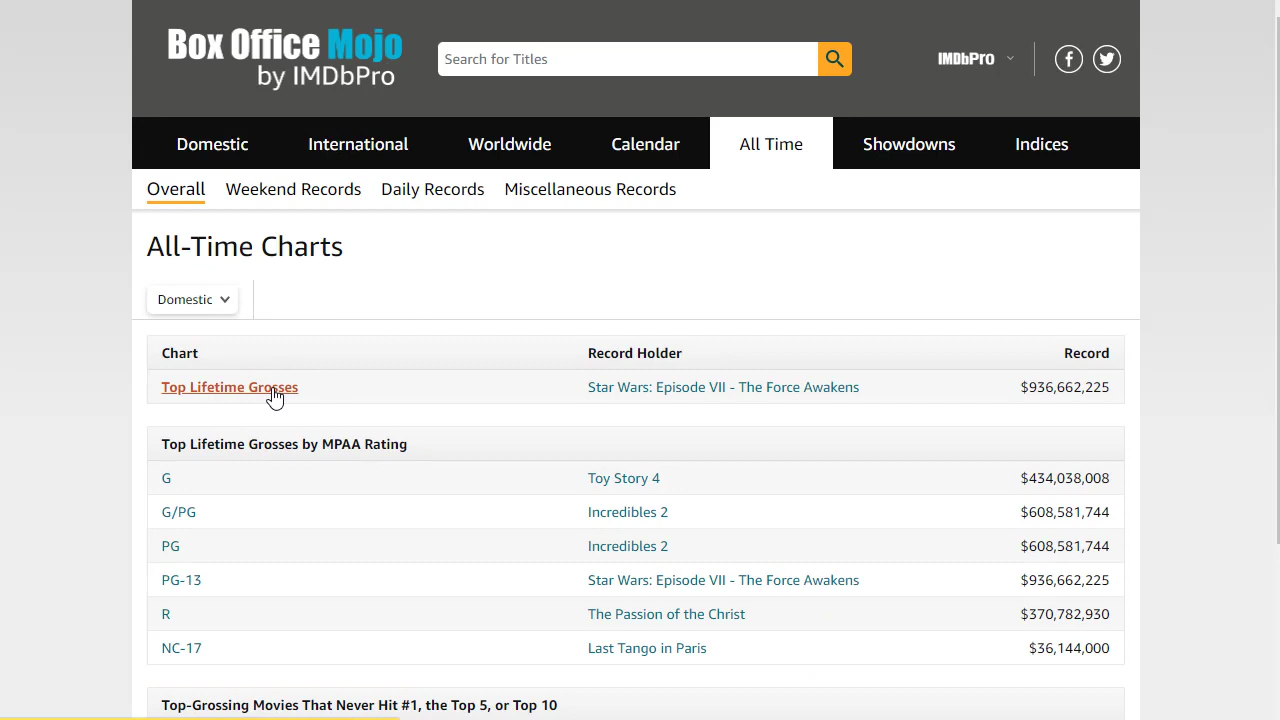 Box Office Mojo
by IMDbPro
Search for Titles
IMDbPro
Domestic International Worldwide Calendar All Time Showdowns Indices
Overall Weekend Records Daily Records Miscellaneous Records
All-Time Charts
Domestic
Chart Record Holder Record
Top Lifetime Grosses Star Wars: Episode VII - The Force Awakens $936,662,225
Top Lifetime Grosses by MPAA Rating
G Toy Story 4 $434,038,008
G/PG Incredibles 2 $608,581,744
PG Incredibles 2 $608,581,744
PG-13 Star Wars: Episode VII - The Force Awakens $936,662,225
R The Passion of the Christ $370,782,930
NC-17 Last Tango in Paris $36,144,000
Top-Grossing Movies That Never Hit #1, the Top 5, or Top 10